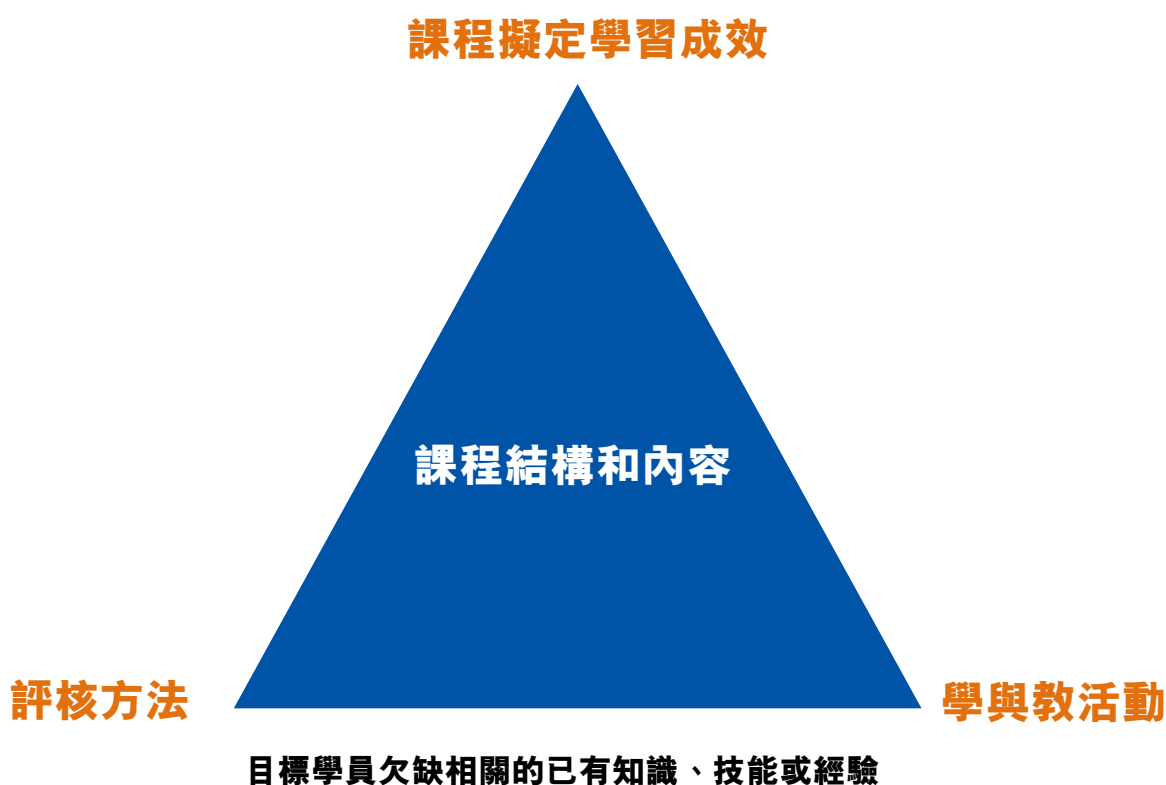 課程擬定學習成效
課程結構和內容
評核方法
學與教活動
目標學員欠缺相關的已有知識、技能或經驗